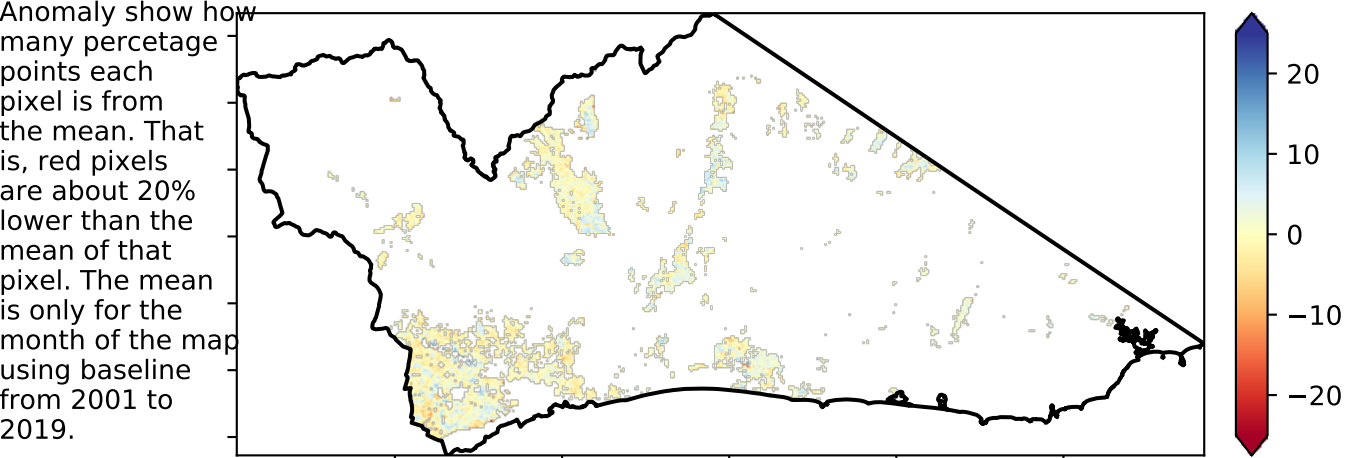 Anomaly show how
many percetage
points each
pixel is from
the mean. That
is, red pixels
are about 20%
lower than the
mean of that
pixel. The mean
is only for the
month of the map
using baseline
from 2001 to
2019.
20
10
0
−10
−20